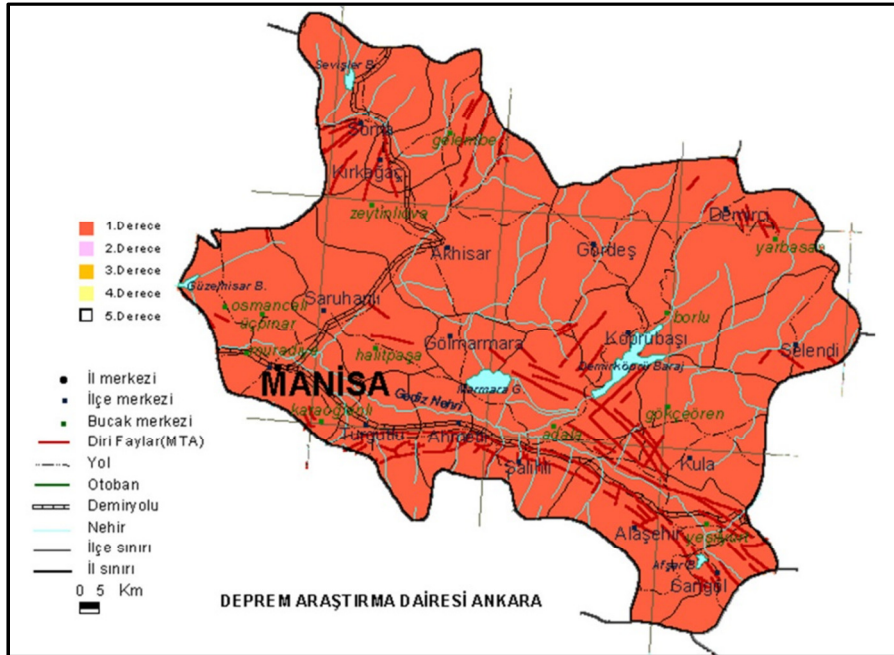 Sevişler B.
Soma
gelembe
Kırkağaç
zeytinliova
Demirci
yarbasan
Akhisar
Gördeş
Güzelhisar B.
osmancalı
üçpınar
Saruhanlı
borlu
muradiye
halitpaşa
Gölmarmara
Köprübaşı
Selendi
Demirköprü Baraj
MANİSA
Marmara G.
Gediz Nehri
karaoğlanlı
Turgutlu
Ahmetli
adala
gökçeören
Salihli
Kula
Alaşehir
yeşilyurt
Afşar B.
Sarıgöl
1.Derece
2.Derece
3.Derece
4.Derece
5.Derece
İl merkezi
İlçe merkezi
Bucak merkezi
Diri Faylar(MTA)
Yol
Otoban
Demiryolu
Nehir
İlçe sınırı
İl sınırı
0 5 Km
DEPREM ARAŞTIRMA DAİRESİ ANKARA